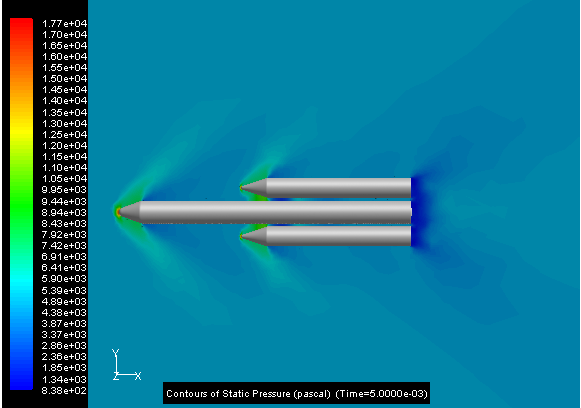 1.77e+04
1.70e+04
1.65e+04
1.60e+04
1.55e+04
1.50e+04
1.45e+04
1.40e+04
1.35e+04
1.30e+04
1.25e+04
1.20e+04
1.15e+04
1.10e+04
1.05e+04
9.95e+03
9.44e+03
8.94e+03
8.43e+03
7.92e+03
7.42e+03
6.91e+03
6.41e+03
5.90e+03
5.39e+03
4.89e+03
4.38e+03
3.87e+03
3.37e+03
2.86e+03
2.36e+03
1.85e+03
1.34e+03
8.38e+02
Y
Z X
Contours of Static Pressure (pascal) (Time=5.0000e-03)